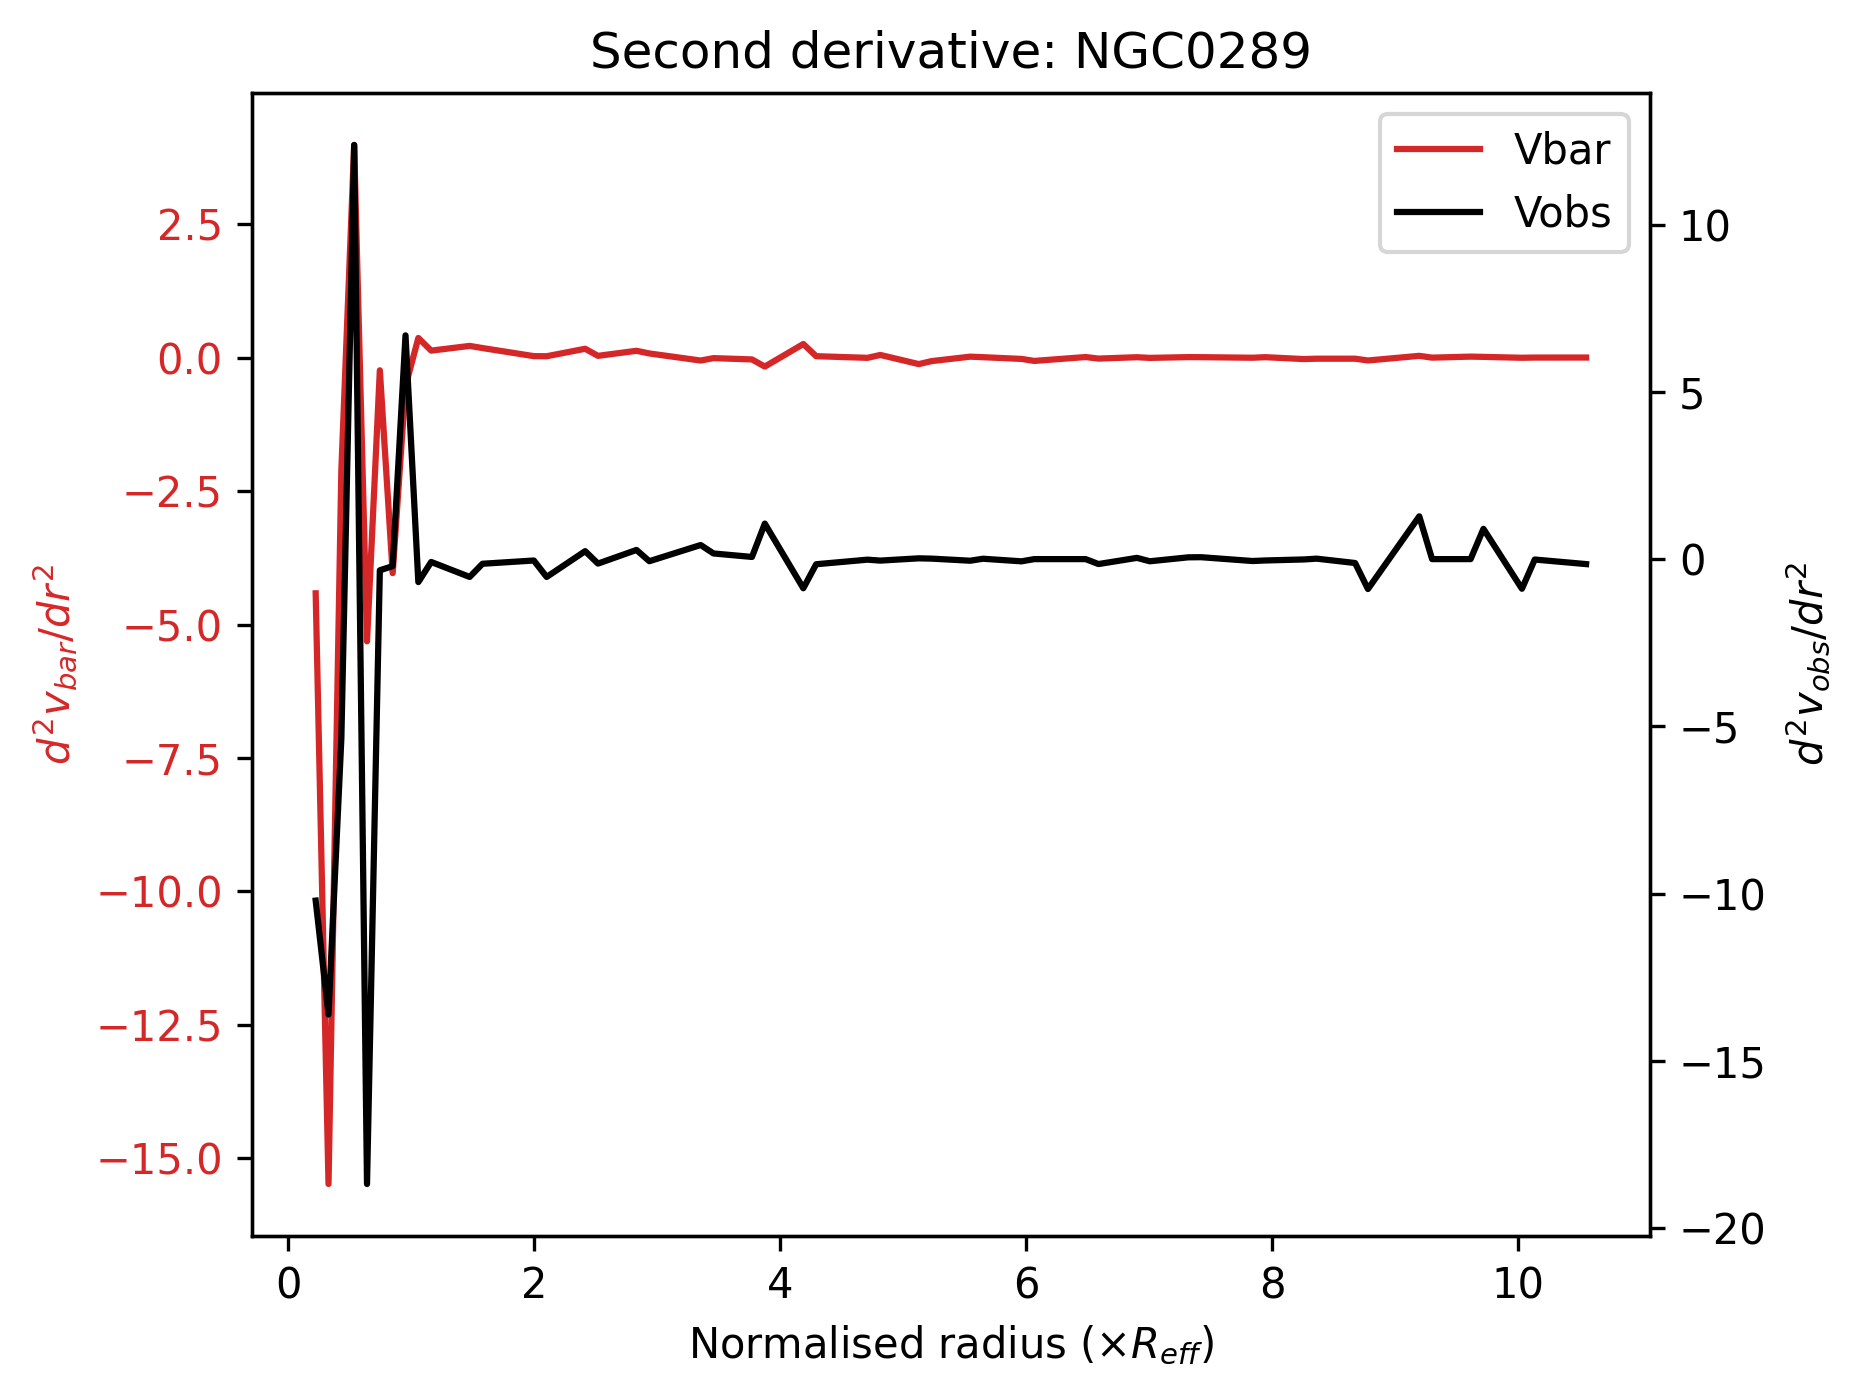 Second derivative: NGC0289
Vbar
Vobs
2.5
0.0
−2.5
−5.0
−7.5
−10.0
−12.5
−15.0
d²v_bar/dr²
10
5
0
−5
−10
−15
−20
d²v_obs/dr²
0 2 4 6 8 10
Normalised radius (×R_eff)